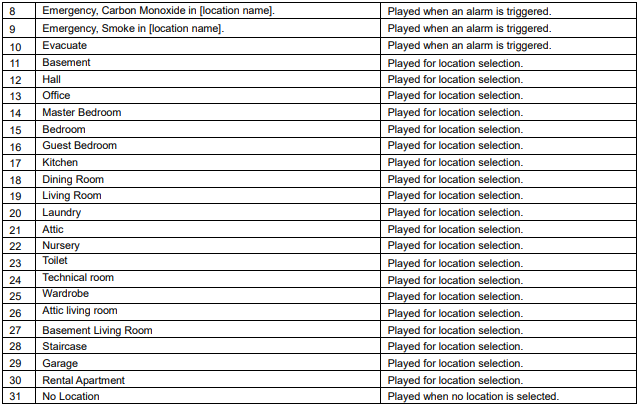 8 Emergency, Carbon Monoxide in [location name]. Played when an alarm is triggered.
9 Emergency, Smoke in [location name]. Played when an alarm is triggered.
10 Evacuate Played when an alarm is triggered.
11 Basement Played for location selection.
12 Hall Played for location selection.
13 Office Played for location selection.
14 Master Bedroom Played for location selection.
15 Bedroom Played for location selection.
16 Guest Bedroom Played for location selection.
17 Kitchen Played for location selection.
18 Dining Room Played for location selection.
19 Living Room Played for location selection.
20 Laundry Played for location selection.
21 Attic Played for location selection.
22 Nursery Played for location selection.
23 Toilet Played for location selection.
24 Technical room Played for location selection.
25 Wardrobe Played for location selection.
26 Attic living room Played for location selection.
27 Basement Living Room Played for location selection.
28 Staircase Played for location selection.
29 Garage Played for location selection.
30 Rental Apartment Played for location selection.
31 No Location Played when no location is selected.